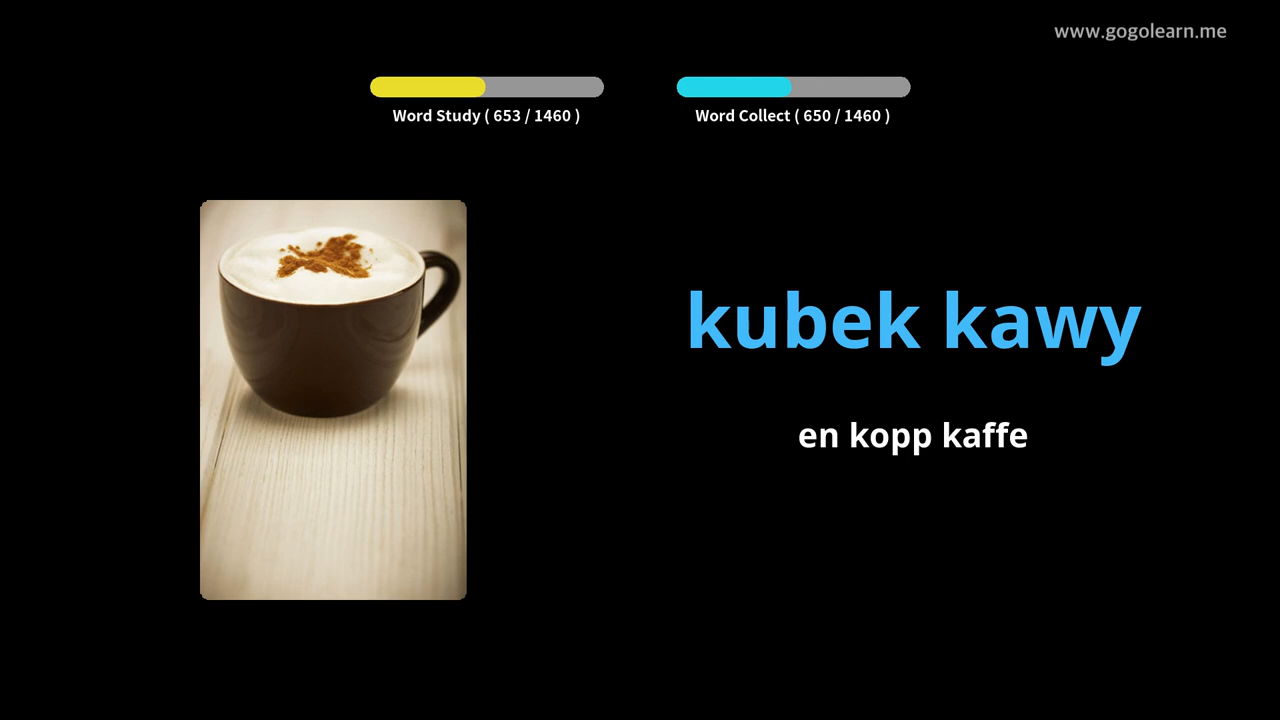 www.gogolearn.me
Word Study ( 653 / 1460 )
Word Collect ( 650 / 1460 )
kubek kawy
en kopp kaffe